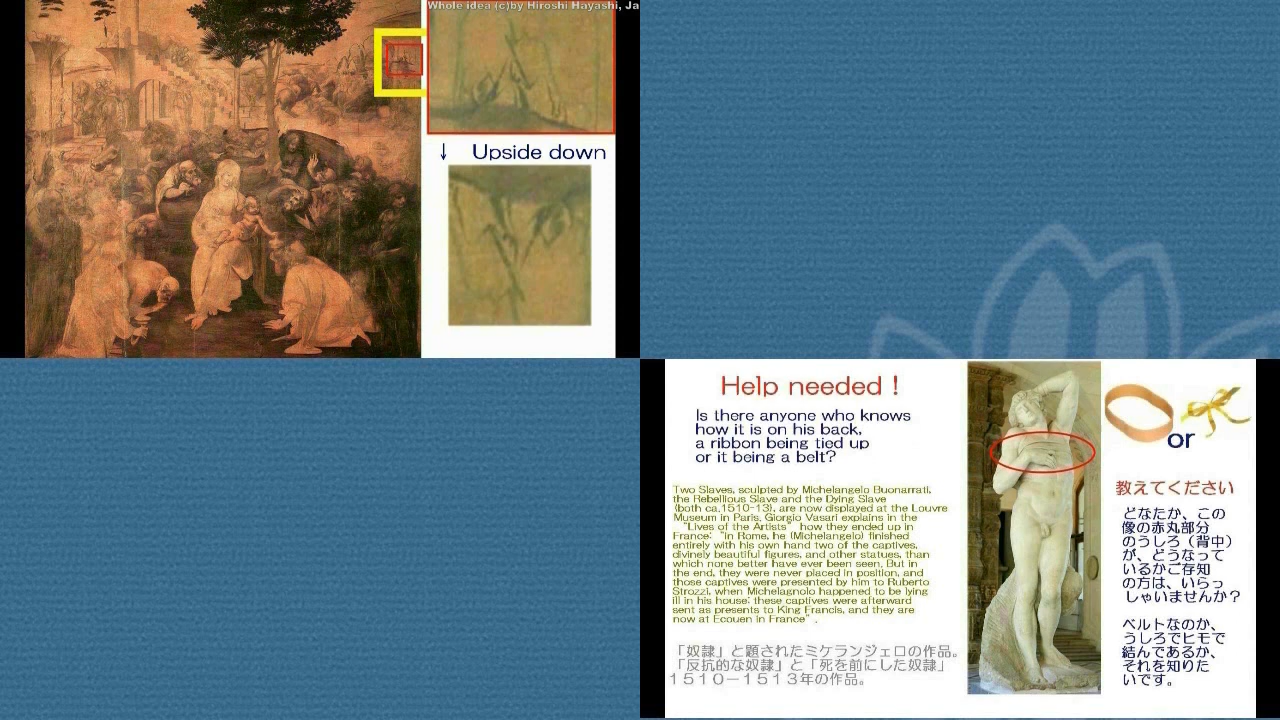 Whole idea (c)by Hiroshi Hayashi, Ja
↓ Upside down
Help needed !
Is there anyone who knows
how it is on his back,
a ribbon being tied up
or it being a belt?
Two Slaves, sculpted by Michelangelo Buonarrati,
the Rebellious Slave and the Dying Slave
(both ca.1510-13), are now displayed at the Louvre
Museum in Paris. Giorgio Vasari explains in the
"Lives of the Artists" how they ended up in
France: "In Rome, he (Michelangelo) finished
entirely with his own hand two of the captives,
divinely beautiful figures, and other statues, than
which none better have ever been seen. But in
the end, they were never placed in position, and
those captives were presented by him to Ruberto
Strozzi, when Michelagnolo happened to be lying
ill in his house: these captives were afterward
sent as presents to King Francis, and they are
now at Ecouen in France".
「奴隷」と題されたミケランジェロの作品。
「反抗的な奴隷」と「死を前にした奴隷」
1510－1513年の作品。
or
教えてください
どなたか、この
像の赤丸部分
のうしろ（背中）
が、どうなって
いるかご存知
の方は、いらっ
しゃいませんか？
ベルトなのか、
うしろでヒモで
結んであるか、
それを知りた
いです。